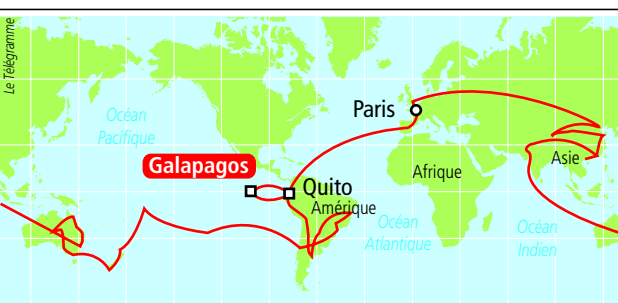 Le Télégramme
Océan
Pacifique
Paris
Galapagos
Afrique
Asie
Quito
Amérique
Océan
Atlantique
Océan
Indien